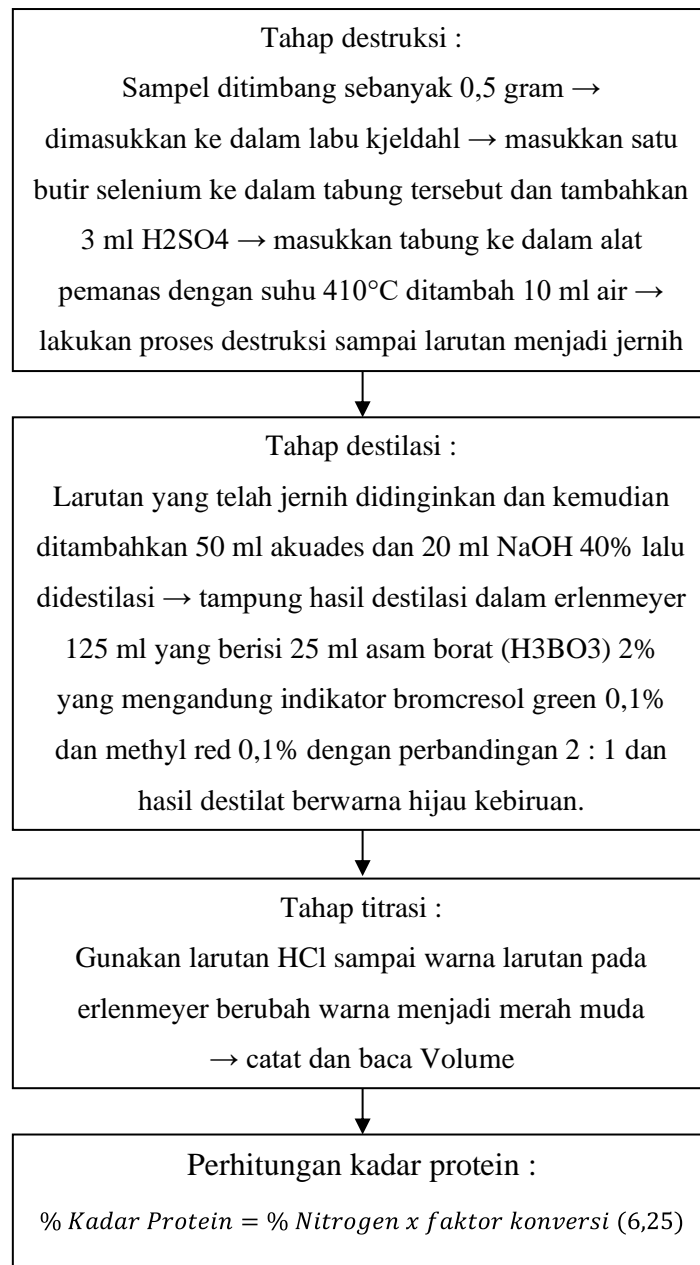 Tahap destruksi :
Sampel ditimbang sebanyak 0,5 gram →
dimasukkan ke dalam labu kjeldahl → masukkan satu
butir selenium ke dalam tabung tersebut dan tambahkan
3 ml H2SO4 → masukkan tabung ke dalam alat
pemanas dengan suhu 410°C ditambah 10 ml air →
lakukan proses destruksi sampai larutan menjadi jernih
Tahap destilasi :
Larutan yang telah jernih didinginkan dan kemudian
ditambahkan 50 ml akuades dan 20 ml NaOH 40% lalu
didestilasi → tampung hasil destilasi dalam erlenmeyer
125 ml yang berisi 25 ml asam borat (H3BO3) 2%
yang mengandung indikator bromcresol green 0,1%
dan methyl red 0,1% dengan perbandingan 2 : 1 dan
hasil destilat berwarna hijau kebiruan.
Tahap titrasi :
Gunakan larutan HCl sampai warna larutan pada
erlenmeyer berubah warna menjadi merah muda
→ catat dan baca Volume
Perhitungan kadar protein :
% Kadar Protein = % Nitrogen x faktor konversi (6,25)